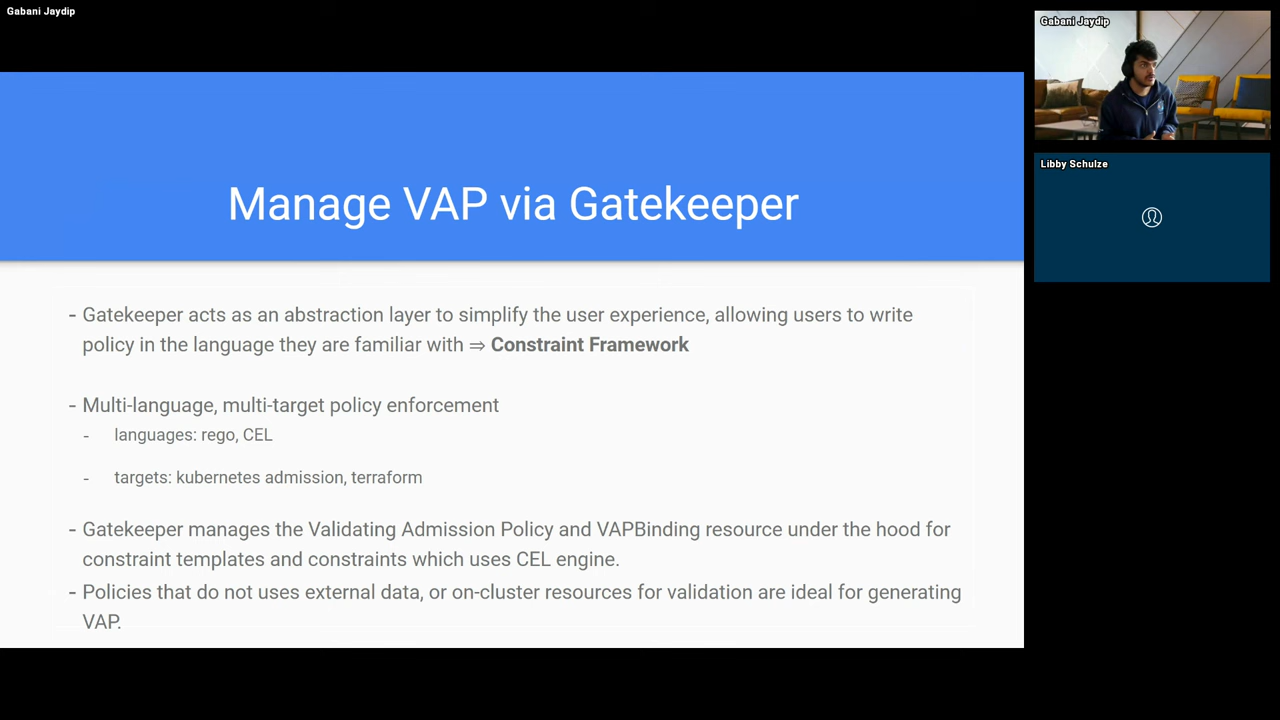 Gabani Jaydip
Gabani Jaydip
Libby Schulze
Manage VAP via Gatekeeper
- Gatekeeper acts as an abstraction layer to simplify the user experience, allowing users to write
policy in the language they are familiar with ⇒ Constraint Framework
- Multi-language, multi-target policy enforcement
- languages: rego, CEL
- targets: kubernetes admission, terraform
- Gatekeeper manages the Validating Admission Policy and VAPBinding resource under the hood for
constraint templates and constraints which uses CEL engine.
- Policies that do not uses external data, or on-cluster resources for validation are ideal for generating
VAP.